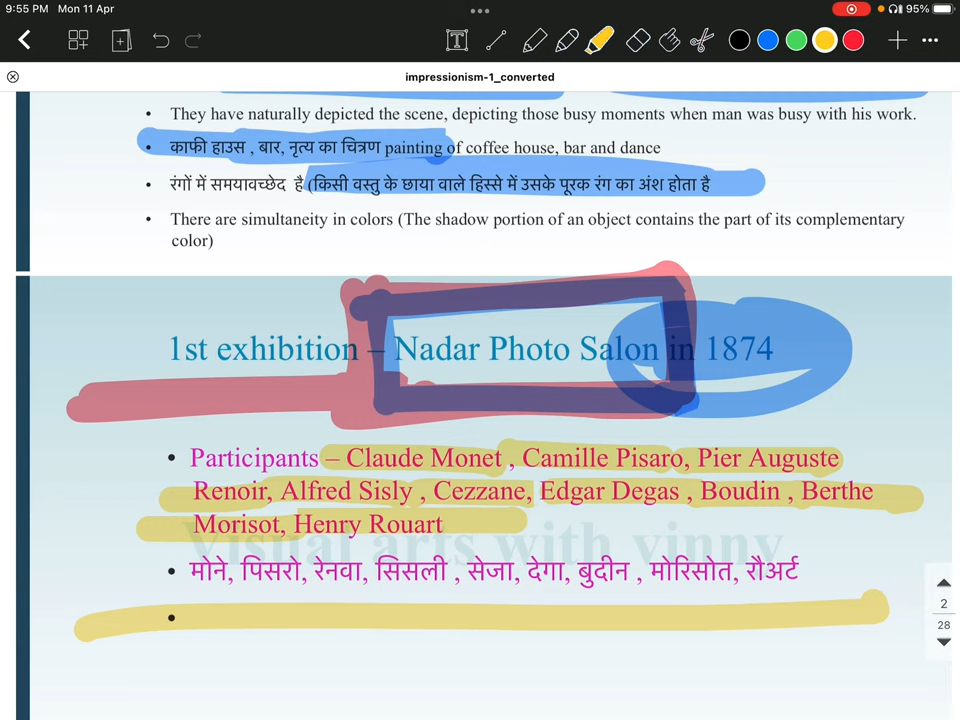 9:55 PM Mon 11 Apr
95%
impressionism-1_converted
• They have naturally depicted the scene, depicting those busy moments when man was busy with his work.
• काफी हाउस , बार, नृत्य का चित्रण painting of coffee house, bar and dance
• रंगों में समयावच्छेद है (किसी वस्तु के छाया वाले हिस्से में उसके पूरक रंग का अंश होता है
• There are simultaneity in colors (The shadow portion of an object contains the part of its complementary
color)
1st exhibition – Nadar Photo Salon in 1874
• Participants – Claude Monet , Camille Pisaro, Pier Auguste
Renoir, Alfred Sisly , Cezzane, Edgar Degas , Boudin , Berthe
Morisot, Henry Rouart
Visual arts with vinny
• मोने, पिसरो, रेनवा, सिसली , सेजा, देगा, बुदीन , मोरिसोत, रौअर्ट
•
2
28